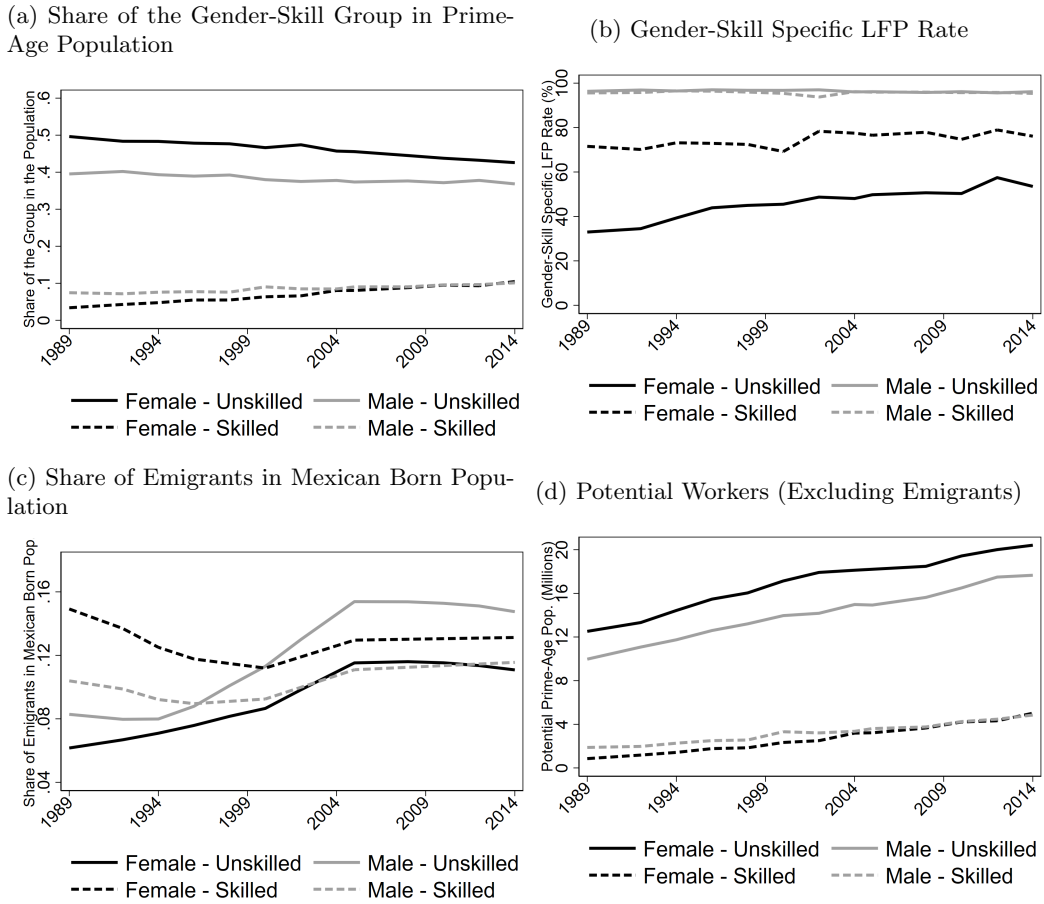 (a) Share of the Gender-Skill Group in Prime-
Age Population
Share of the Group in the Population
0 .1 .2 .3 .4 .5 .6
1989 1994 1999 2004 2009 2014
Female - Unskilled Male - Unskilled
Female - Skilled Male - Skilled
(b) Gender-Skill Specific LFP Rate
Gender-Skill Specific LFP Rate (%)
0 20 40 60 80 100
1989 1994 1999 2004 2009 2014
Female - Unskilled Male - Unskilled
Female - Skilled Male - Skilled
(c) Share of Emigrants in Mexican Born Popu-
lation
Share of Emigrants in Mexican Born Pop
.04 .08 .12 .16
1989 1994 1999 2004 2009 2014
Female - Unskilled Male - Unskilled
Female - Skilled Male - Skilled
(d) Potential Workers (Excluding Emigrants)
Potential Prime-Age Pop. (Millions)
0 4 8 12 16 20
1989 1994 1999 2004 2009 2014
Female - Unskilled Male - Unskilled
Female - Skilled Male - Skilled